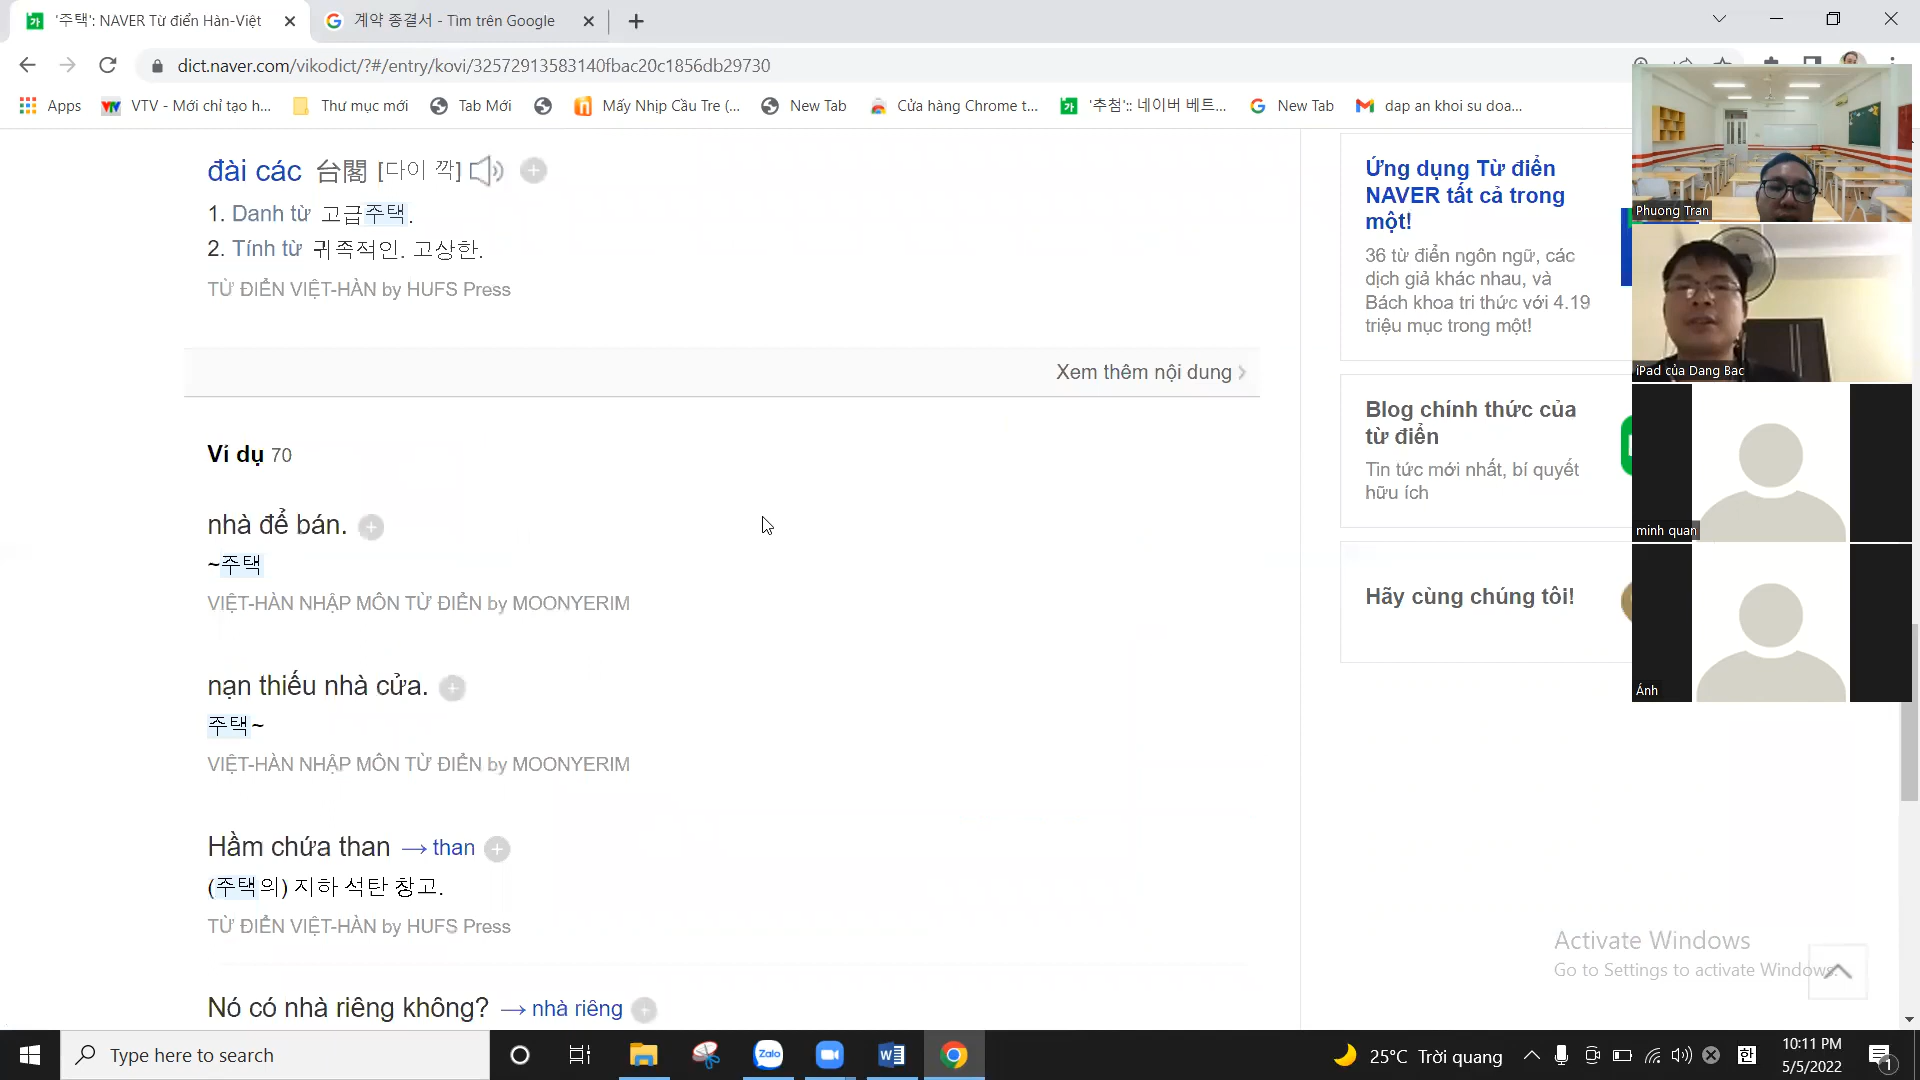 '주택': NAVER Từ điển Hàn-Việt
계약 종결서 - Tìm trên Google
dict.naver.com/vikodict/?#/entry/kovi/32572913583140fbac20c1856db29730
Apps
VTV - Mới chỉ tạo h...
Thư mục mới
Tab Mới
Mấy Nhịp Cầu Tre (...
New Tab
Cửa hàng Chrome t...
'추첨':: 네이버 베트...
New Tab
dap an khoi su doa...
đài các 台閣 [다이 깍]
1. Danh từ 고급주택.
2. Tính từ 귀족적인. 고상한.
TỪ ĐIỂN VIỆT-HÀN by HUFS Press
Xem thêm nội dung
Ví dụ 70
nhà để bán.
~주택
VIỆT-HÀN NHẬP MÔN TỪ ĐIỂN by MOONYERIM
nạn thiếu nhà cửa.
주택~
VIỆT-HÀN NHẬP MÔN TỪ ĐIỂN by MOONYERIM
Hầm chứa than → than
(주택의) 지하 석탄 창고.
TỪ ĐIỂN VIỆT-HÀN by HUFS Press
Nó có nhà riêng không? → nhà riêng
Ứng dụng Từ điển
NAVER tất cả trong
một!
36 từ điển ngôn ngữ, các
dịch giả khác nhau, và
Bách khoa tri thức với 4.19
triệu mục trong một!
Blog chính thức của
từ điển
Tin tức mới nhất, bí quyết
hữu ích
Hãy cùng chúng tôi!
Phuong Tran
iPad của Dang Bac
minh quan
Ánh
Activate Windows
Go to Settings to activate Windows.
Type here to search
Zalo
25°C Trời quang
한
10:11 PM
5/5/2022
1